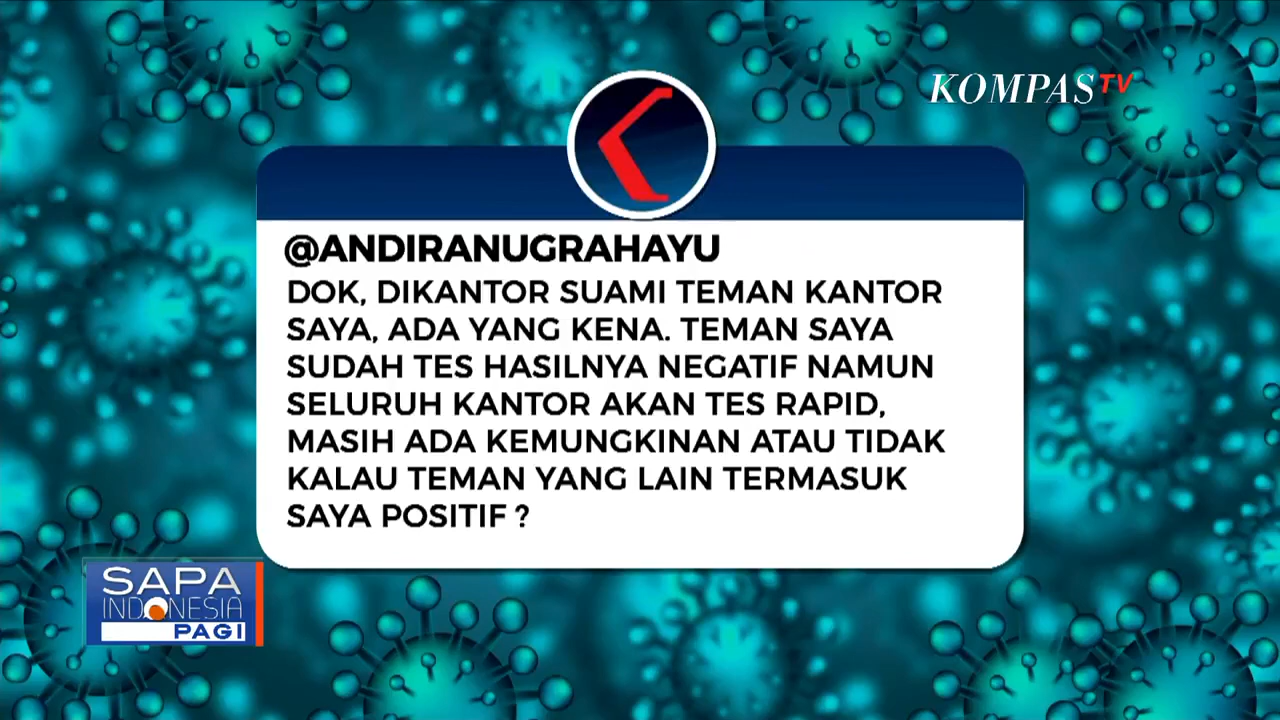 KOMPASTV
@ANDIRANUGRAHAYU
DOK, DIKANTOR SUAMI TEMAN KANTOR
SAYA, ADA YANG KENA. TEMAN SAYA
SUDAH TES HASILNYA NEGATIF NAMUN
SELURUH KANTOR AKAN TES RAPID,
MASIH ADA KEMUNGKINAN ATAU TIDAK
KALAU TEMAN YANG LAIN TERMASUK
SAYA POSITIF ?
SAPA
INDONESIA
PAGI